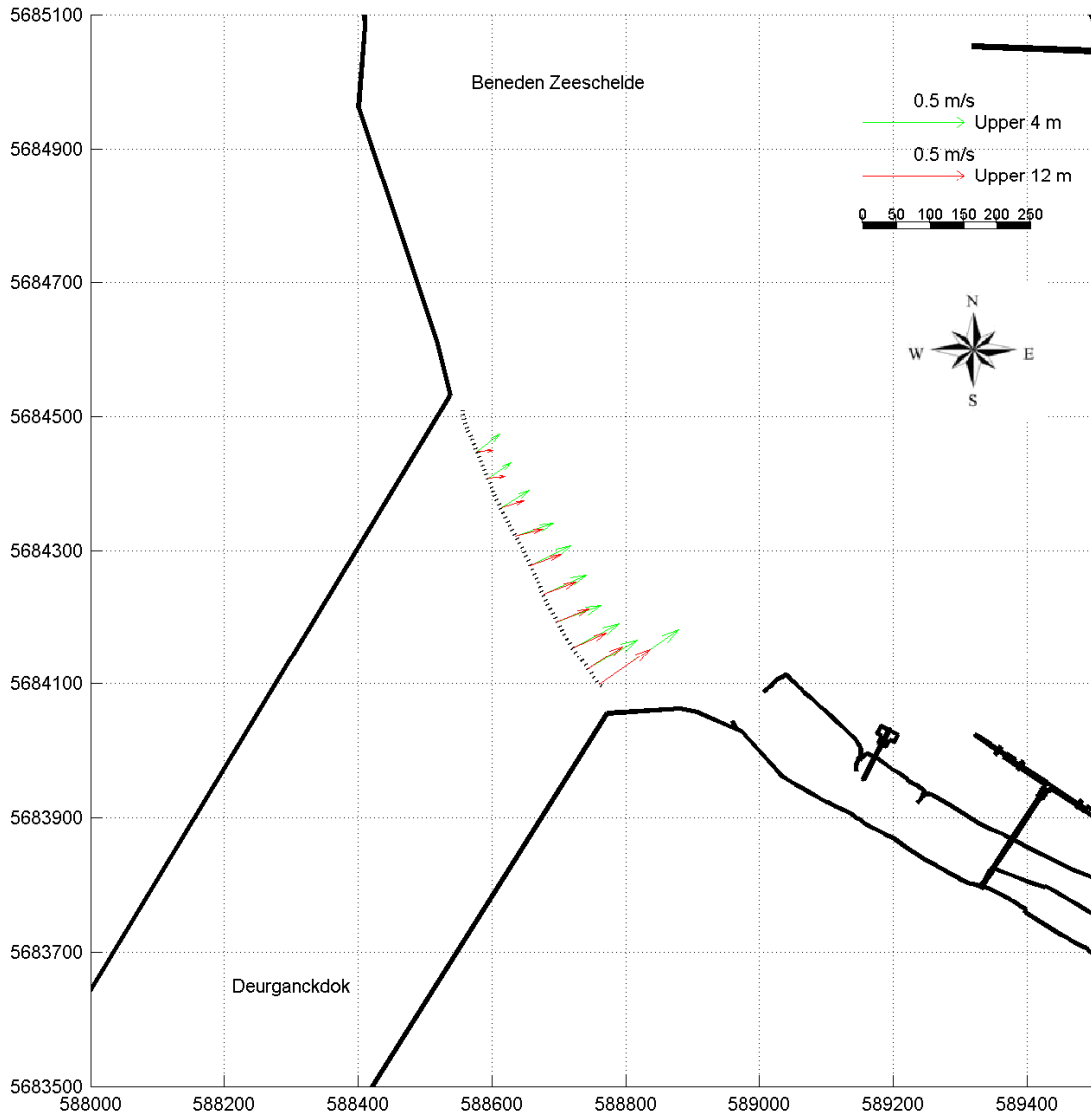 5685100
Beneden Zeeschelde
0.5 m/s
Upper 4 m
5684900
0.5 m/s
Upper 12 m
0 50 100 150 200 250
5684700
N
W E
S
5684500
5684300
5684100
5683900
5683700
Deurganckdok
5683500
588000 588200 588400 588600 588800 589000 589200 589400